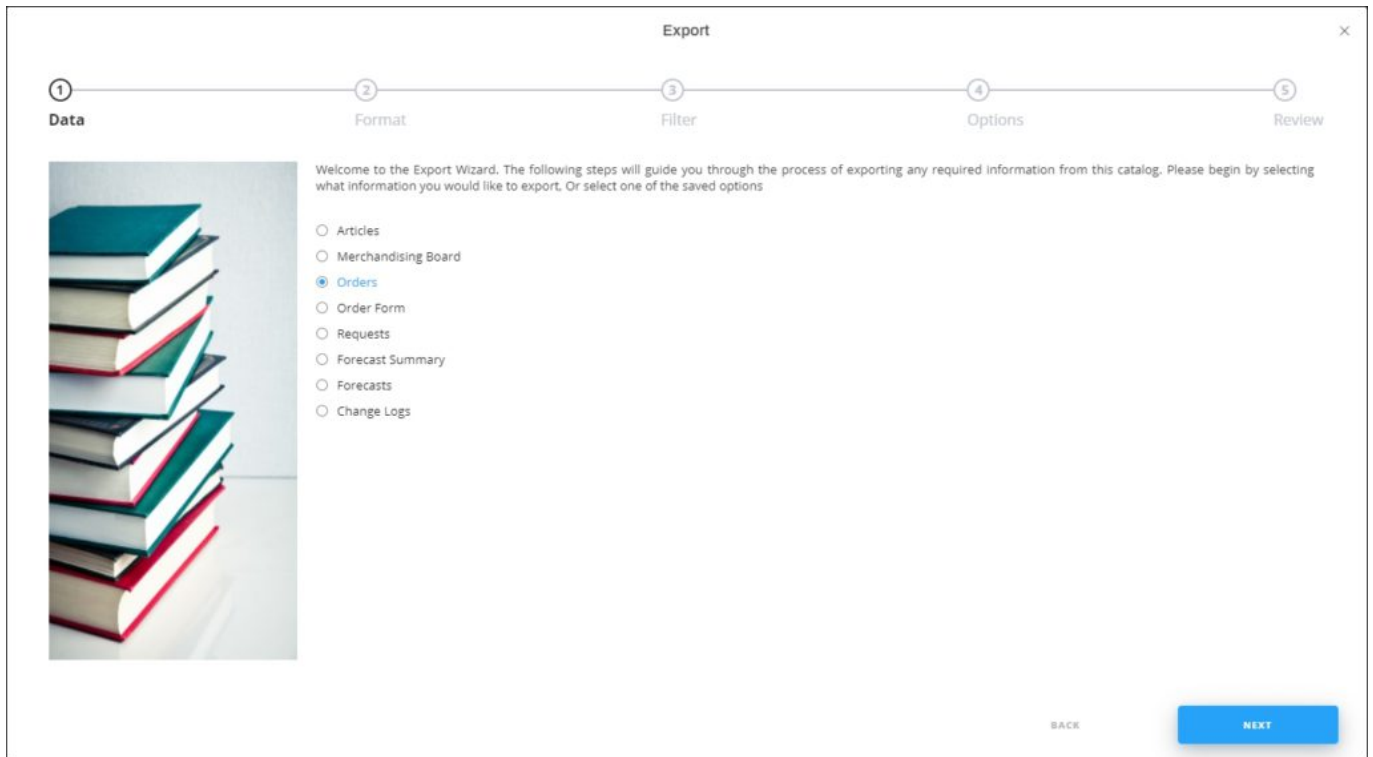 Export
1
2
3
4
5
Data
Format
Filter
Options
Review
Welcome to the Export Wizard. The following steps will guide you through the process of exporting any required information from this catalog. Please begin by selecting
what information you would like to export. Or select one of the saved options
Articles
Merchandising Board
Orders
Order Form
Requests
Forecast Summary
Forecasts
Change Logs
BACK
NEXT